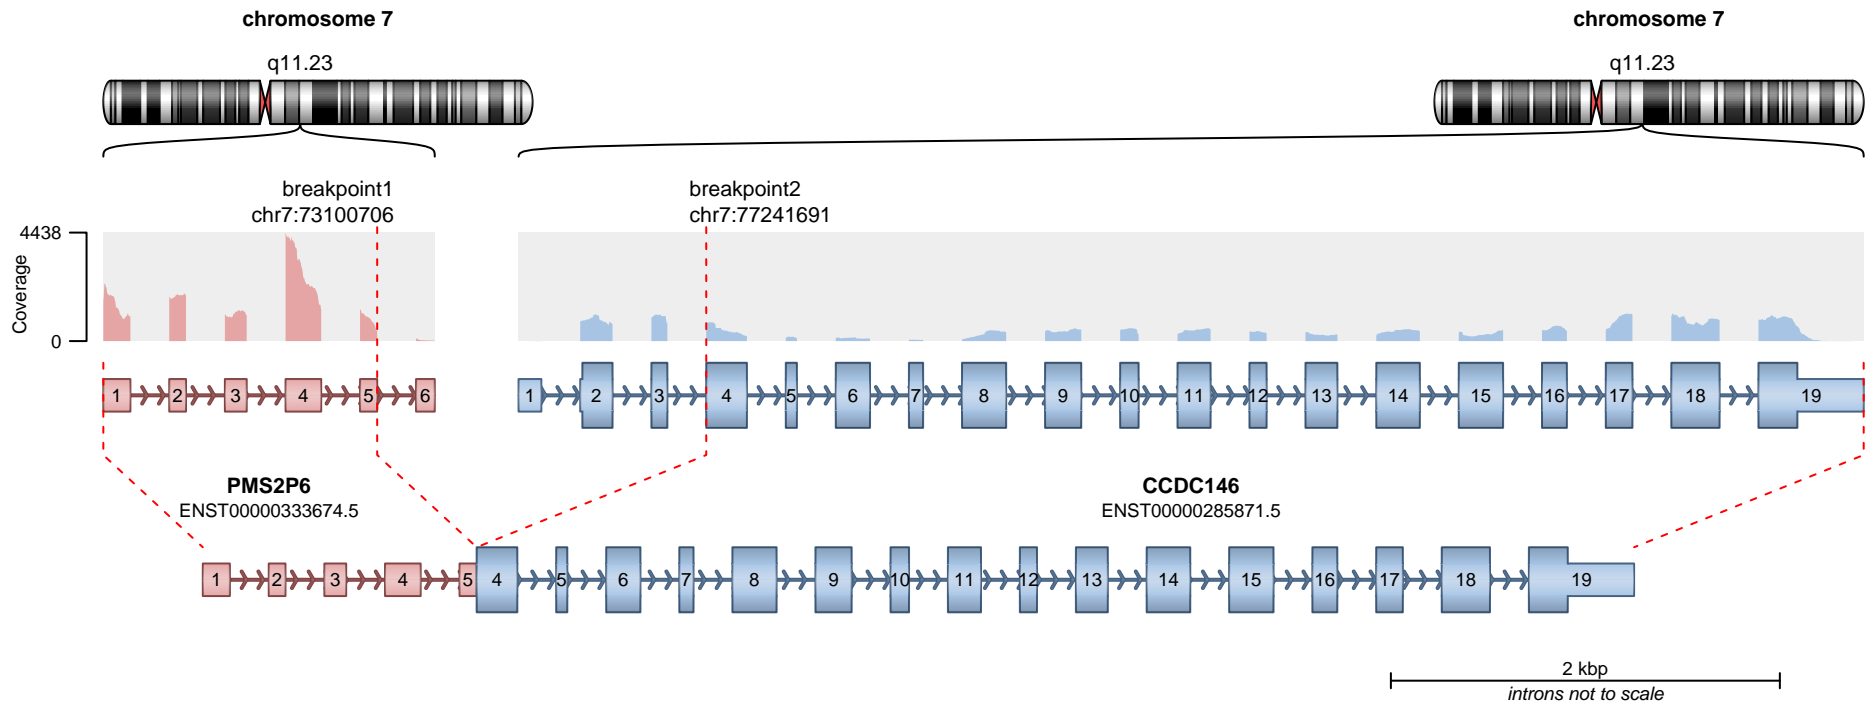 chromosome 7
chromosome 7
q11.23
q11.23
breakpoint1
chr7:73100706
breakpoint2
chr7:77241691
4438
Coverage
0
1 2 3 4 5 6
1 2 3 4 5 6 7 8 9 10 11 12 13 14 15 16 17 18 19
PMS2P6
ENST00000333674.5
CCDC146
ENST00000285871.5
1 2 3 4 5 4 5 6 7 8 9 10 11 12 13 14 15 16 17 18 19
2 kbp
introns not to scale